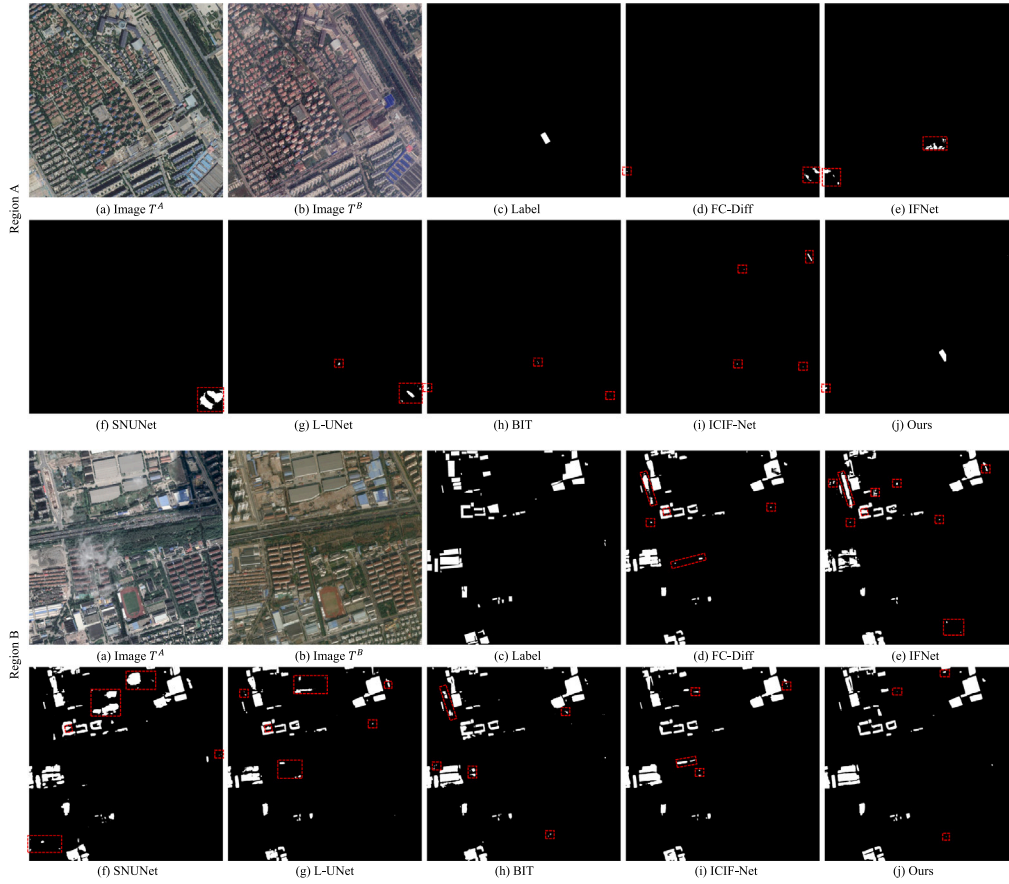 Region A
(a) Image T^A
(b) Image T^B
(c) Label
(d) FC-Diff
(e) IFNet
(f) SNUNet
(g) L-UNet
(h) BIT
(i) ICIF-Net
(j) Ours
Region B
(a) Image T^A
(b) Image T^B
(c) Label
(d) FC-Diff
(e) IFNet
(f) SNUNet
(g) L-UNet
(h) BIT
(i) ICIF-Net
(j) Ours